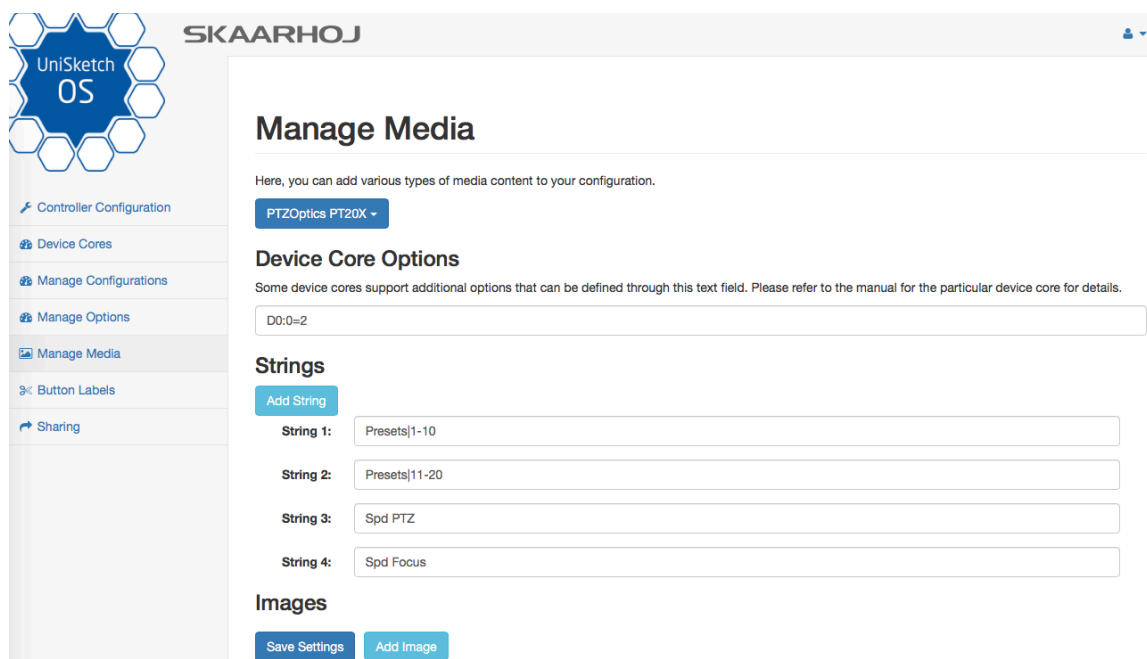 UniSketch
OS
SKAARHOJ
Controller Configuration
Device Cores
Manage Configurations
Manage Options
Manage Media
Button Labels
Sharing
Manage Media
Here, you can add various types of media content to your configuration.
PTZOptics PT20X
Device Core Options
Some device cores support additional options that can be defined through this text field. Please refer to the manual for the particular device core for details.
D0:0=2
Strings
Add String
String 1: Presets|1-10
String 2: Presets|11-20
String 3: Spd PTZ
String 4: Spd Focus
Images
Save Settings Add Image